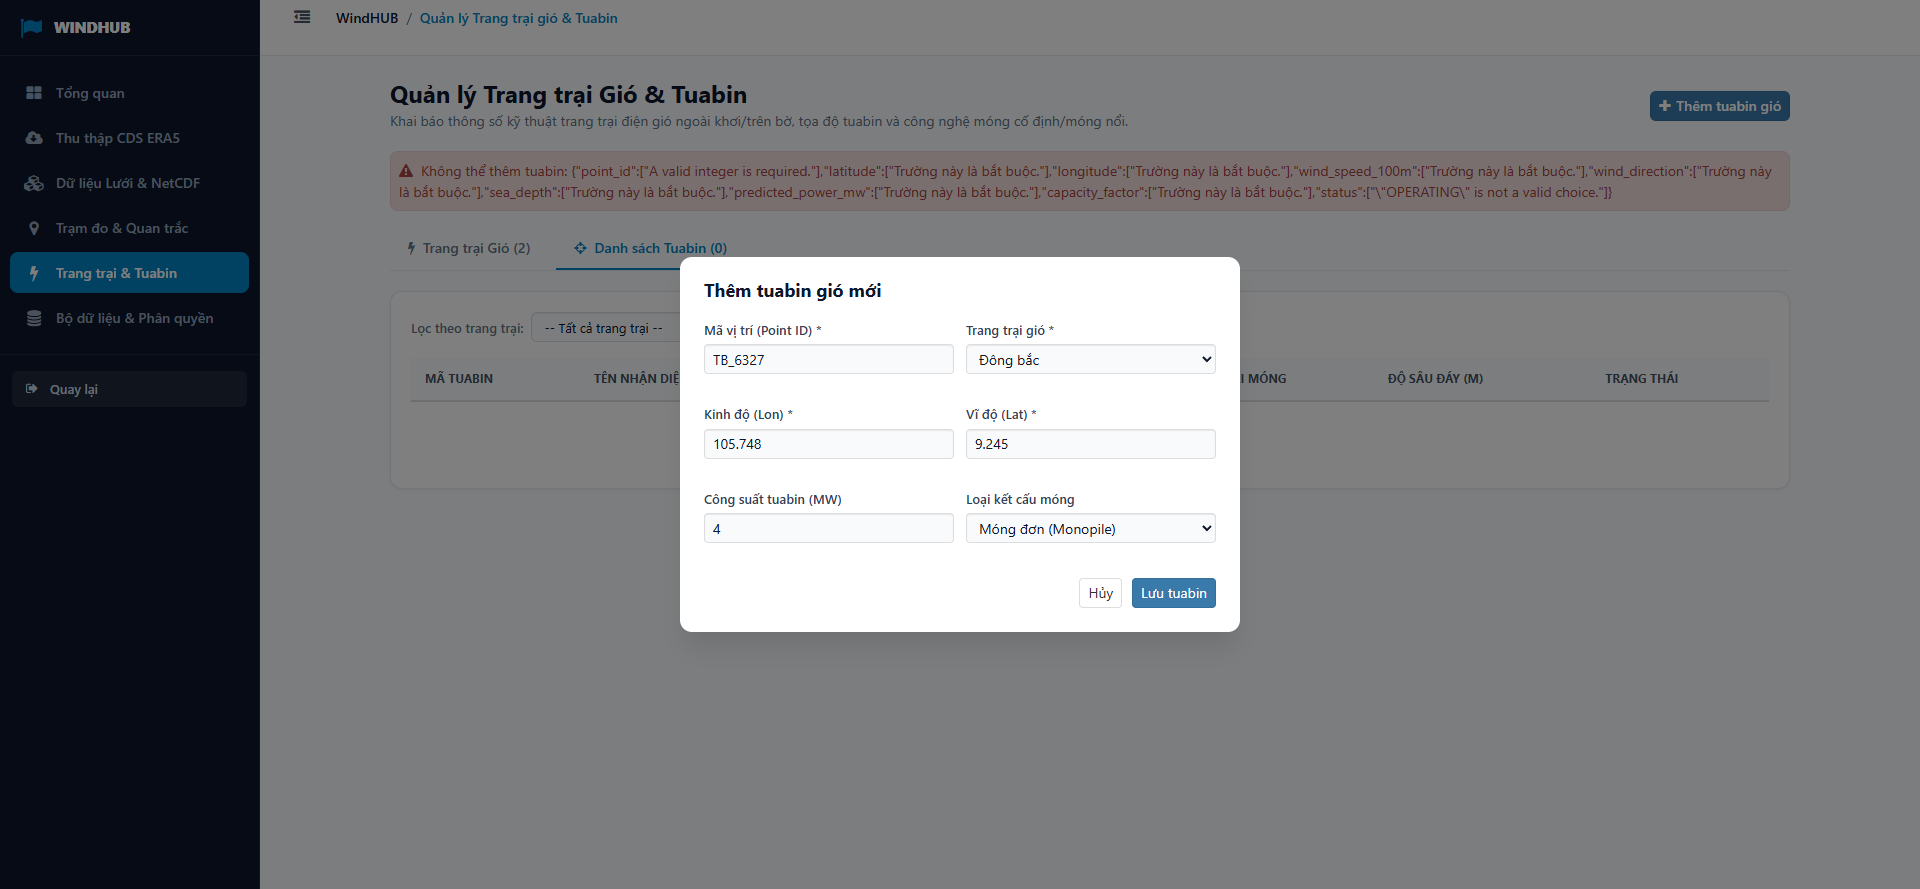 WINDHUB
WindHUB / Quản lý Trang trại gió & Tuabin
Tổng quan
Thu thập CDS ERA5
Dữ liệu Lưới & NetCDF
Trạm đo & Quan trắc
Trang trại & Tuabin
Bộ dữ liệu & Phân quyền
Quay lại
Quản lý Trang trại Gió & Tuabin
Khai báo thông số kỹ thuật trang trại điện gió ngoài khơi/trên bờ, tọa độ tuabin và công nghệ móng cố định/móng nổi.
Thêm tuabin gió
Không thể thêm tuabin: {"point_id":["A valid integer is required."],"latitude":["Trường này là bắt buộc."],"longitude":["Trường này là bắt buộc."],"wind_speed_100m":["Trường này là bắt buộc."],"wind_direction":["Trường này
là bắt buộc."],"sea_depth":["Trường này là bắt buộc."],"predicted_power_mw":["Trường này là bắt buộc."],"capacity_factor":["Trường này là bắt buộc."],"status":["\"OPERATING\" is not a valid choice."]}
Trang trại Gió (2)
Danh sách Tuabin (0)
Lọc theo trang trại:
-- Tất cả trang trại --
MÃ TUABIN
TÊN NHẬN DIỆ
I MÓNG
ĐỘ SÂU ĐÁY (M)
TRẠNG THÁI
Thêm tuabin gió mới
Mã vị trí (Point ID) *
Trang trại gió *
TB_6327
Đông bắc
Kinh độ (Lon) *
Vĩ độ (Lat) *
105.748
9.245
Công suất tuabin (MW)
Loại kết cấu móng
4
Móng đơn (Monopile)
Hủy
Lưu tuabin